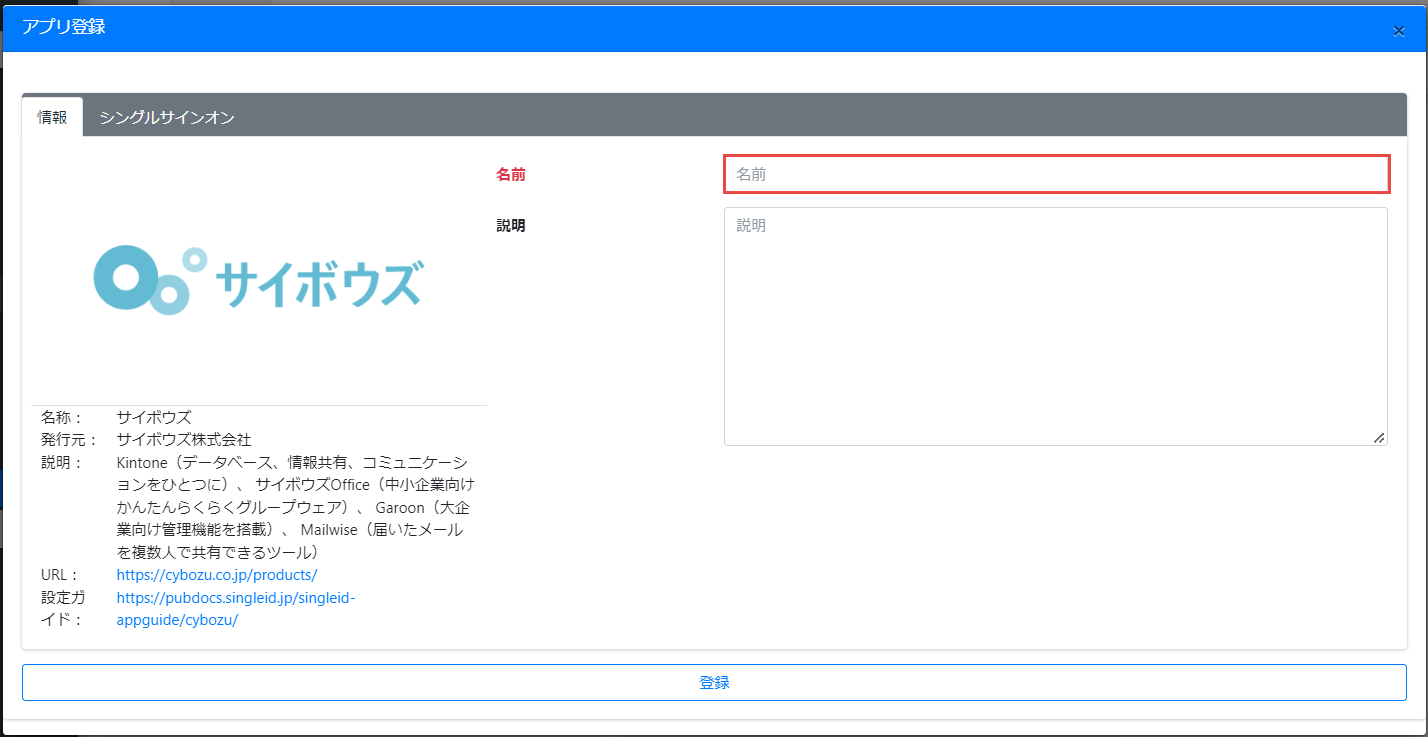 アプリ登録
×
情報 シングルサインオン
サイボウズ
名前 名前
説明 説明
名称： サイボウズ
発行元： サイボウズ株式会社
説明： Kintone（データベース、情報共有、コミュニケーシ
ョンをひとつに）、 サイボウズOffice（中小企業向け
かんたんらくらくグループウェア）、 Garoon（大企
業向け管理機能を搭載）、 Mailwise（届いたメール
を複数人で共有できるツール）
URL： https://cybozu.co.jp/products/
設定ガ https://pubdocs.singleid.jp/singleid-
イド： appguide/cybozu/
登録